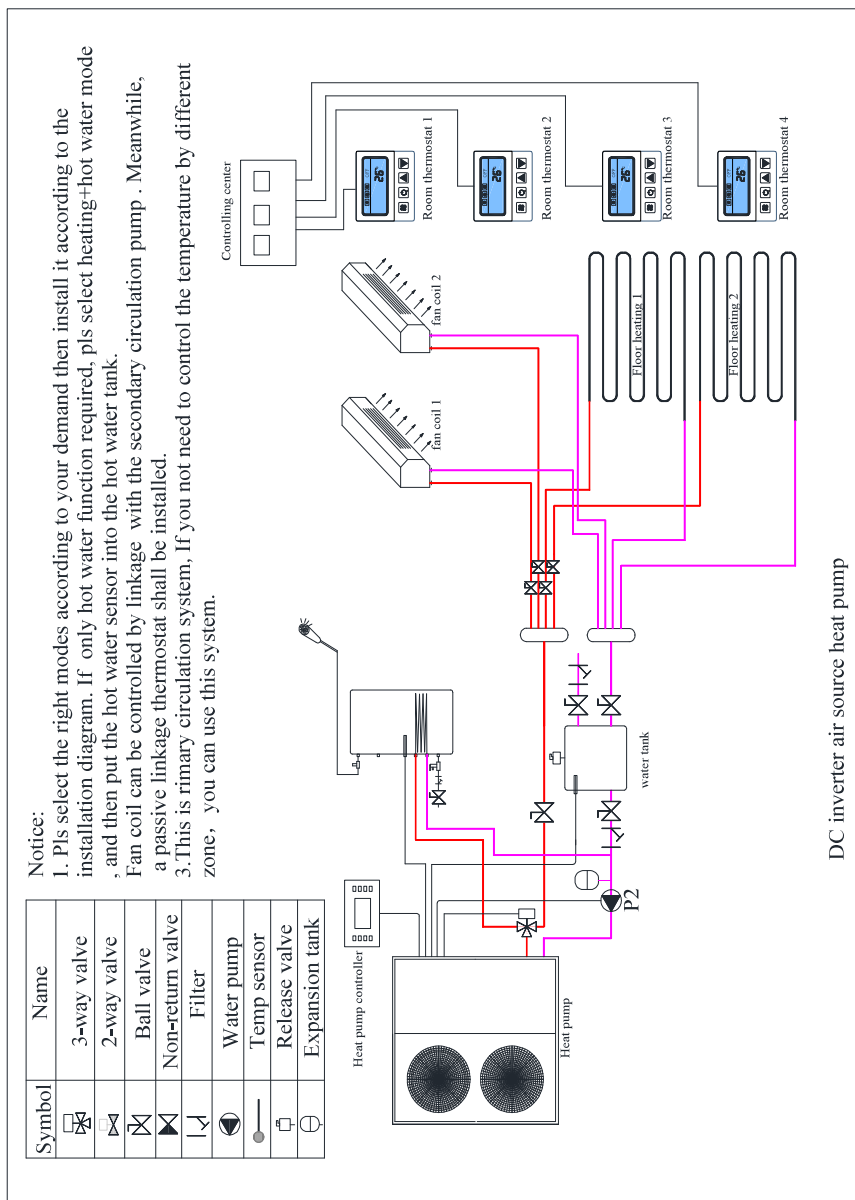 Notice:
1. Pls select the right modes according to your demand then install it according to the
installation diagram. If only hot water function required, pls select heating+hot water mode
, and then put the hot water sensor into the hot water tank.
Fan coil can be controlled by linkage with the secondary circulation pump . Meanwhile,
a passive linkage thermostat shall be installed.
3. This is rimary circulation system, If you not need to control the temperature by different
zone, you can use this system.
Symbol
Name
3-way valve
2-way valve
Ball valve
Non-return valve
Filter
Water pump
Temp sensor
Release valve
Expansion tank
Controlling center
Room thermostat 1
Room thermostat 2
Room thermostat 3
Room thermostat 4
26
26
26
26
fan coil 1
fan coil 2
Floor heating 1
Floor heating 2
Heat pump controller
Heat pump
P2
water tank
DC inverter air source heat pump